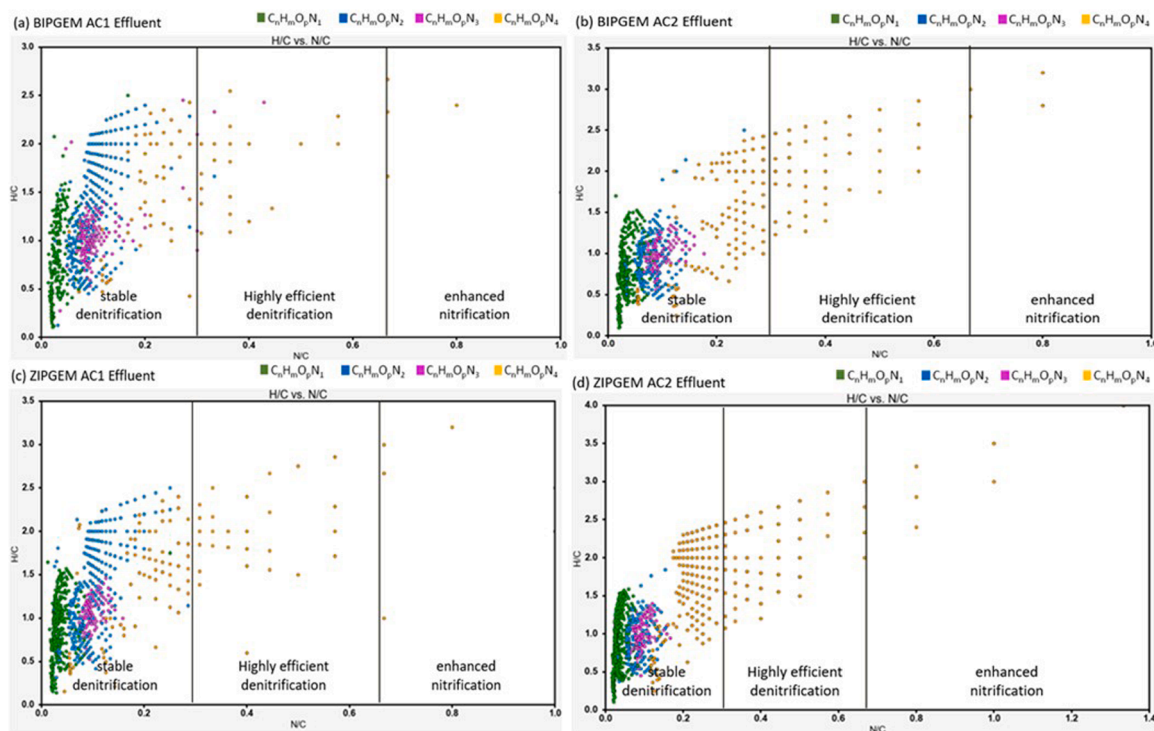 (a) BIPGEM AC1 Effluent
CnHmOpN1 CnHmOpN2 CnHmOpN3 CnHmOpN4
H/C vs. N/C
3.0
2.5
2.0
1.5
1.0
0.5
0.0
H/C
stable denitrification
Highly efficient denitrification
enhanced nitrification
0.0 0.2 0.4 0.6 0.8 1.0
N/C
(b) BIPGEM AC2 Effluent
CnHmOpN1 CnHmOpN2 CnHmOpN3 CnHmOpN4
H/C vs. N/C
3.5
3.0
2.5
2.0
1.5
1.0
0.5
0.0
H/C
stable denitrification
Highly efficient denitrification
enhanced nitrification
0.0 0.2 0.4 0.6 0.8 1.0
N/C
(c) ZIPGEM AC1 Effluent
CnHmOpN1 CnHmOpN2 CnHmOpN3 CnHmOpN4
H/C vs. N/C
3.5
3.0
2.5
2.0
1.5
1.0
0.5
0.0
H/C
stable denitrification
Highly efficient denitrification
enhanced nitrification
0.0 0.2 0.4 0.6 0.8 1.0
N/C
(d) ZIPGEM AC2 Effluent
CnHmOpN1 CnHmOpN2 CnHmOpN3 CnHmOpN4
H/C vs. N/C
4.0
3.5
3.0
2.5
2.0
1.5
1.0
0.5
0.0
H/C
stable denitrification
Highly efficient denitrification
enhanced nitrification
0.0 0.2 0.4 0.6 0.8 1.0 1.2 1.4
N/C